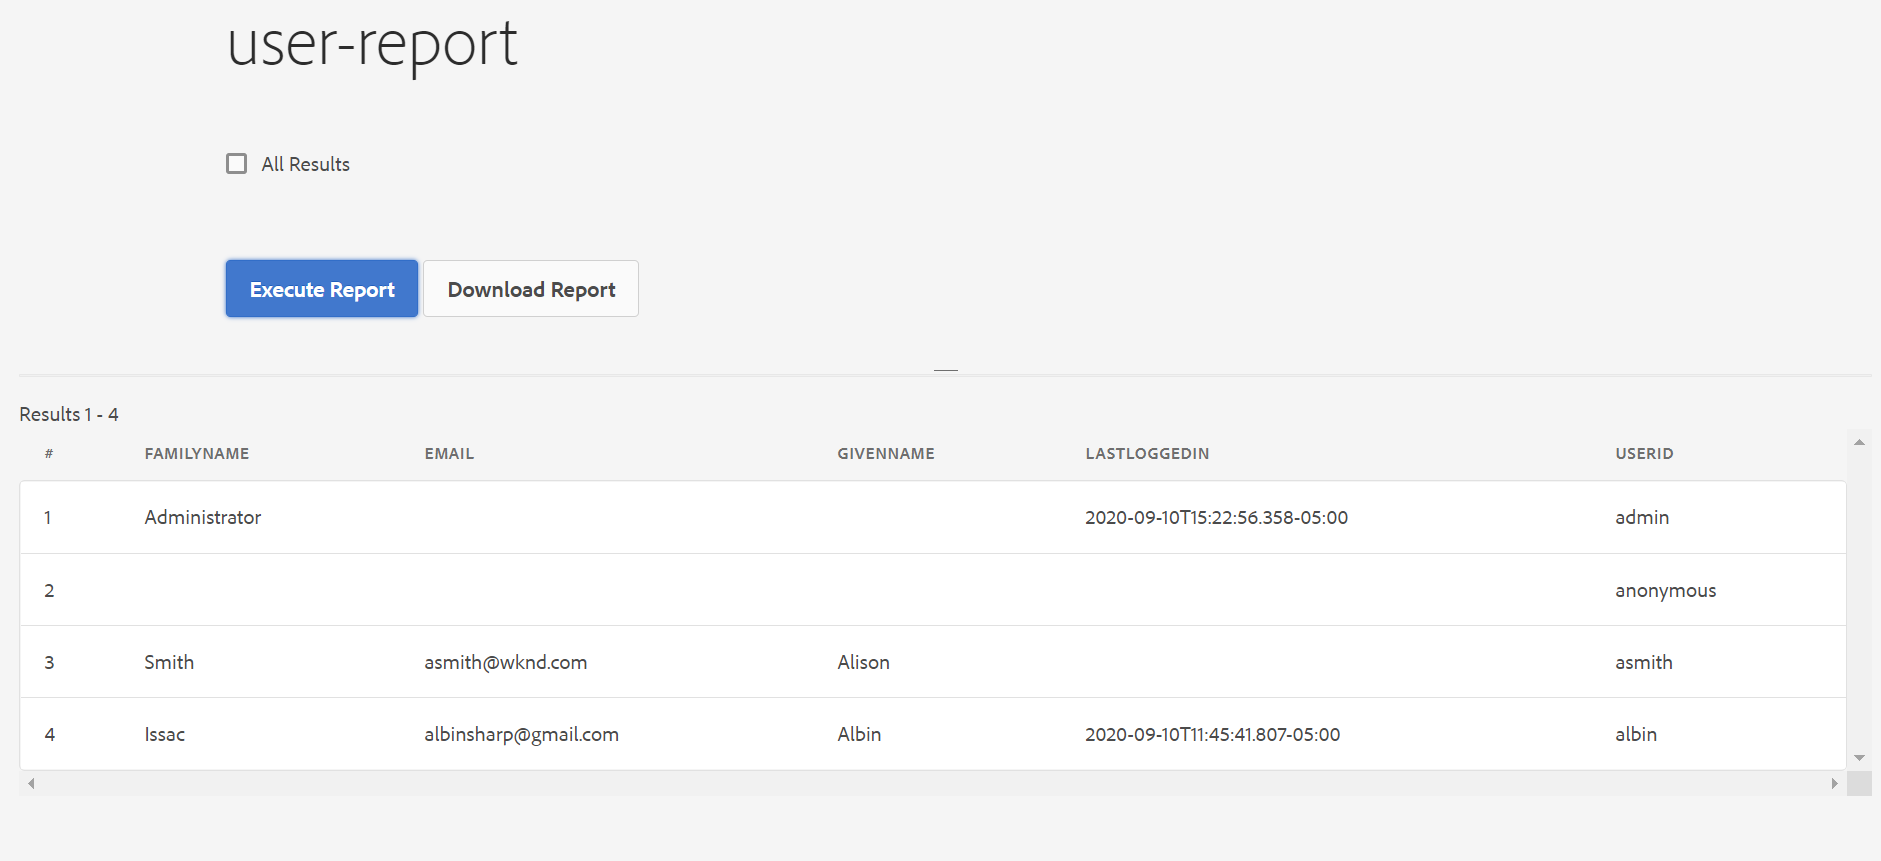 user-report
All Results
Execute Report Download Report
Results 1 - 4
# FAMILYNAME EMAIL GIVENNAME LASTLOGGEDIN USERID
1 Administrator 2020-09-10T15:22:56.358-05:00 admin
2 anonymous
3 Smith asmith@wknd.com Alison asmith
4 Issac albinsharp@gmail.com Albin 2020-09-10T11:45:41.807-05:00 albin